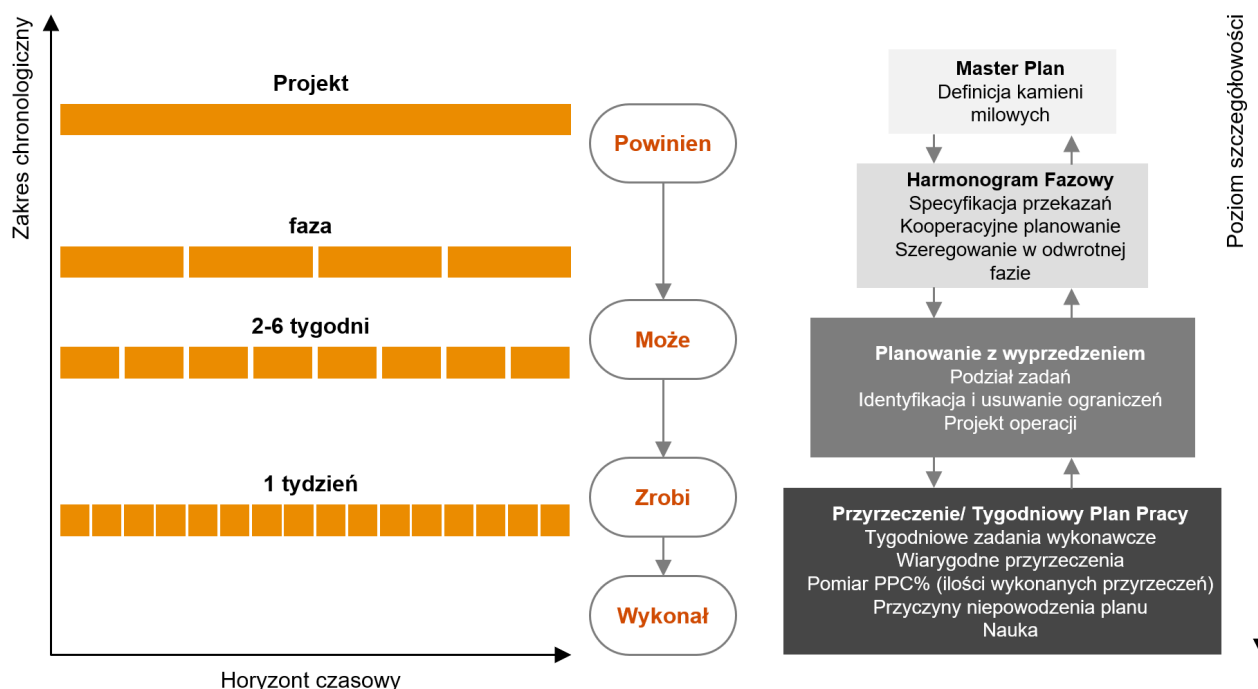 Zakres chronologiczny
Projekt
faza
2-6 tygodni
1 tydzień
Horyzont czasowy
Powinien
Może
Zrobi
Wykonał
Master Plan
Definicja kamieni
milowych
Harmonogram Fazowy
Specyfikacja przekazań
Kooperacyjne planowanie
Szeregowanie w odwrotnej
fazie
Planowanie z wyprzedzeniem
Podział zadań
Identyfikacja i usuwanie ograniczeń
Projekt operacji
Przyrzeczenie/ Tygodniowy Plan Pracy
Tygodniowe zadania wykonawcze
Wiarygodne przyrzeczenia
Pomiar PPC% (ilości wykonanych przyrzeczeń)
Przyczyny niepowodzenia planu
Nauka
Poziom szczegółowości